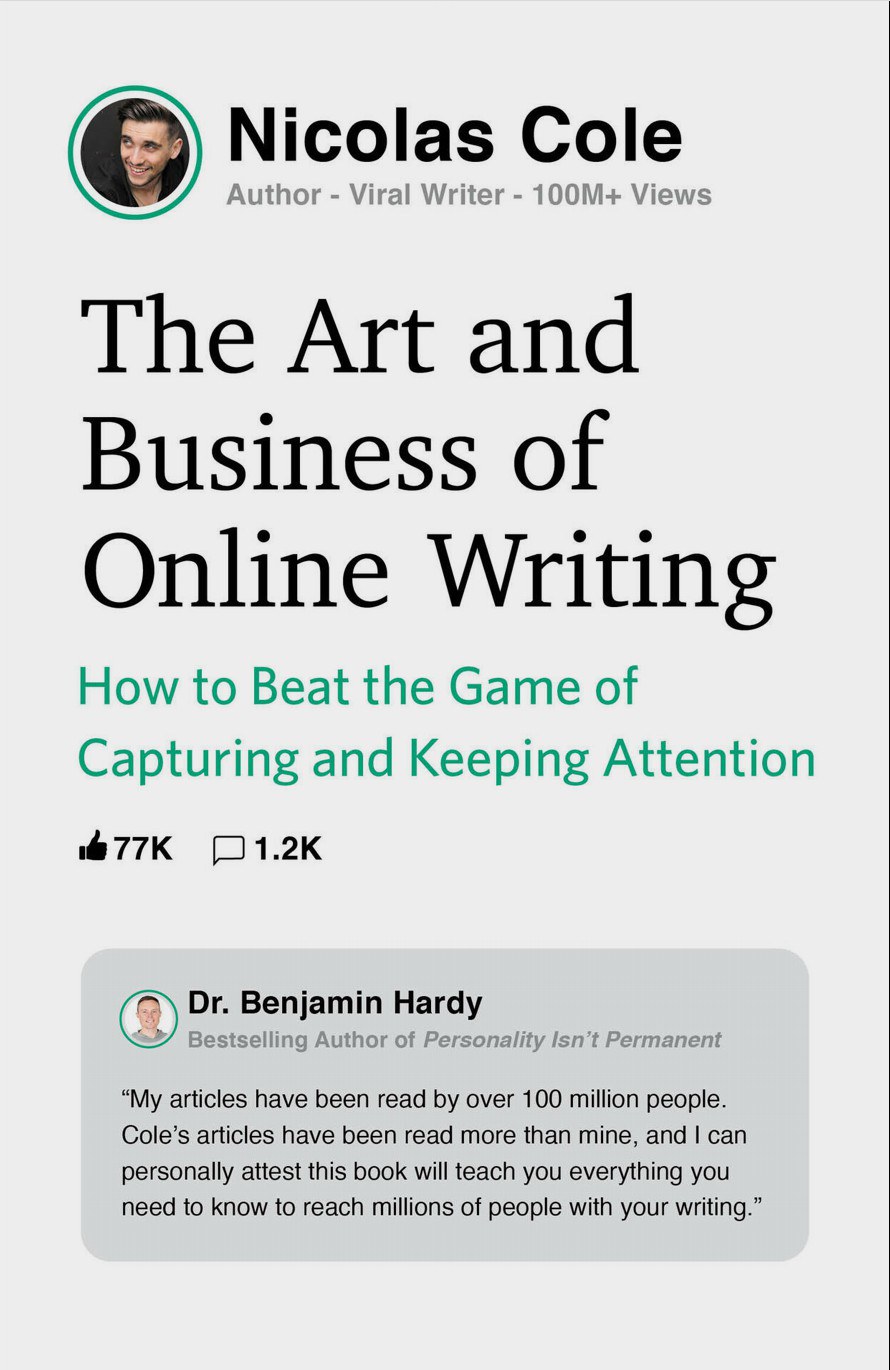 Nicolas Cole
Author - Viral Writer - 100M+ Views
The Art and
Business of
Online Writing
How to Beat the Game of
Capturing and Keeping Attention
77K 1.2K
Dr. Benjamin Hardy
Bestselling Author of Personality Isn’t Permanent
“My articles have been read by over 100 million people.
Cole’s articles have been read more than mine, and I can
personally attest this book will teach you everything you
need to know to reach millions of people with your writing.”